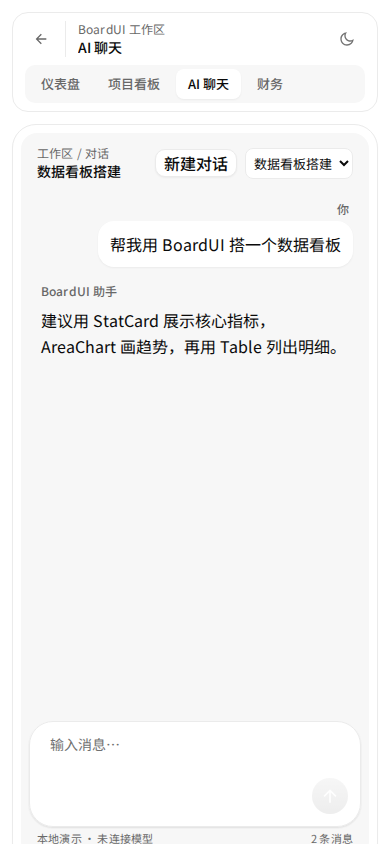 BoardUI 工作区
AI 聊天
仪表盘 项目看板 AI 聊天 财务
工作区 / 对话
数据看板搭建
新建对话 数据看板搭建
你
帮我用 BoardUI 搭一个数据看板
BoardUI 助手
建议用 StatCard 展示核心指标，
AreaChart 画趋势，再用 Table 列出明细。
输入消息…
本地演示 · 未连接模型 2 条消息